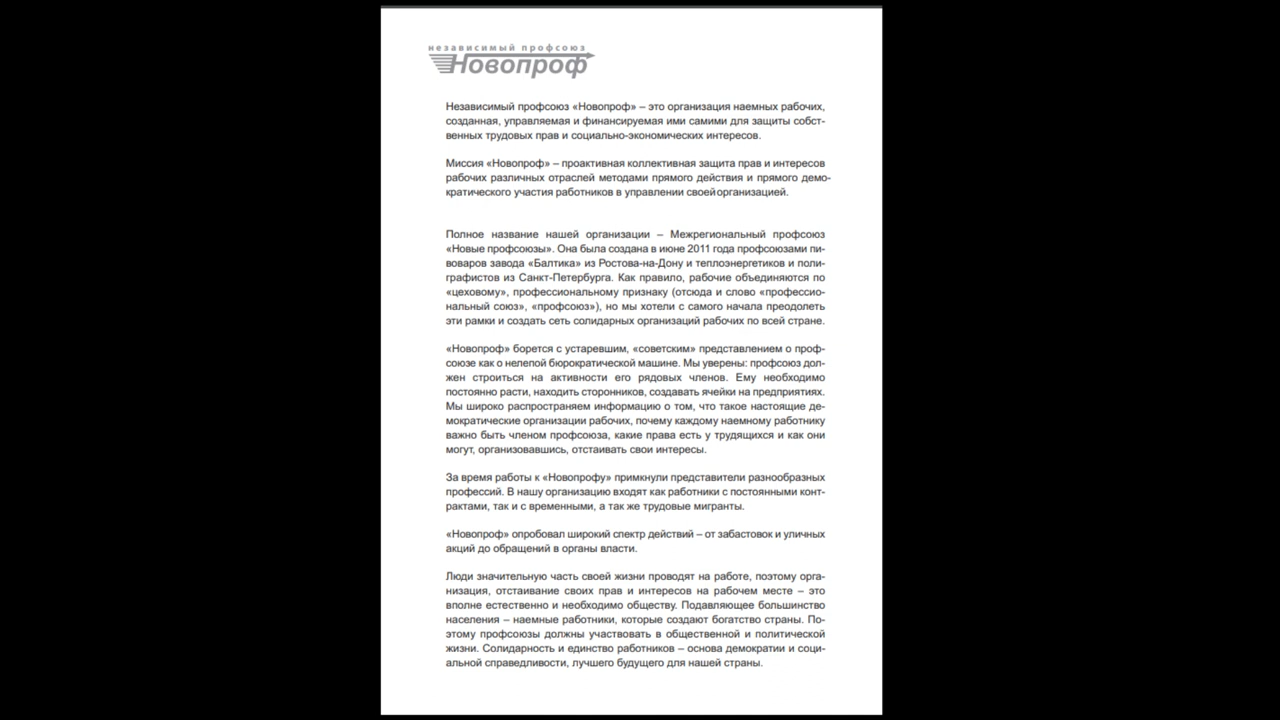 независимый профсоюз
Новопроф
Независимый профсоюз «Новопроф» – это организация наемных рабочих,
созданная, управляемая и финансируемая ими самими для защиты собст-
венных трудовых прав и социально-экономических интересов.
Миссия «Новопроф» – проактивная коллективная защита прав и интересов
рабочих различных отраслей методами прямого действия и прямого демо-
кратического участия работников в управлении своей организацией.
Полное название нашей организации – Межрегиональный профсоюз
«Новые профсоюзы». Она была создана в июне 2011 года профсоюзами пи-
воваров завода «Балтика» из Ростова-на-Дону и теплоэнергетиков и поли-
графистов из Санкт-Петербурга. Как правило, рабочие объединяются по
«цеховому», профессиональному признаку (отсюда и слово «профессио-
нальный союз», «профсоюз»), но мы хотели с самого начала преодолеть
эти рамки и создать сеть солидарных организаций рабочих по всей стране.
«Новопроф» борется с устаревшим, «советским» представлением о проф-
союзе как о нелепой бюрократической машине. Мы уверены: профсоюз дол-
жен строиться на активности его рядовых членов. Ему необходимо
постоянно расти, находить сторонников, создавать ячейки на предприятиях.
Мы широко распространяем информацию о том, что такое настоящие де-
мократические организации рабочих, почему каждому наемному работнику
важно быть членом профсоюза, какие права есть у трудящихся и как они
могут, организовавшись, отстаивать свои интересы.
За время работы к «Новопрофу» примкнули представители разнообразных
профессий. В нашу организацию входят как работники с постоянными конт-
рактами, так и с временными, а так же трудовые мигранты.
«Новопроф» опробовал широкий спектр действий – от забастовок и уличных
акций до обращений в органы власти.
Люди значительную часть своей жизни проводят на работе, поэтому орга-
низация, отстаивание своих прав и интересов на рабочем месте – это
вполне естественно и необходимо обществу. Подавляющее большинство
населения – наемные работники, которые создают богатство страны. По-
этому профсоюзы должны участвовать в общественной и политической
жизни. Солидарность и единство работников – основа демократии и соци-
альной справедливости, лучшего будущего для нашей страны.